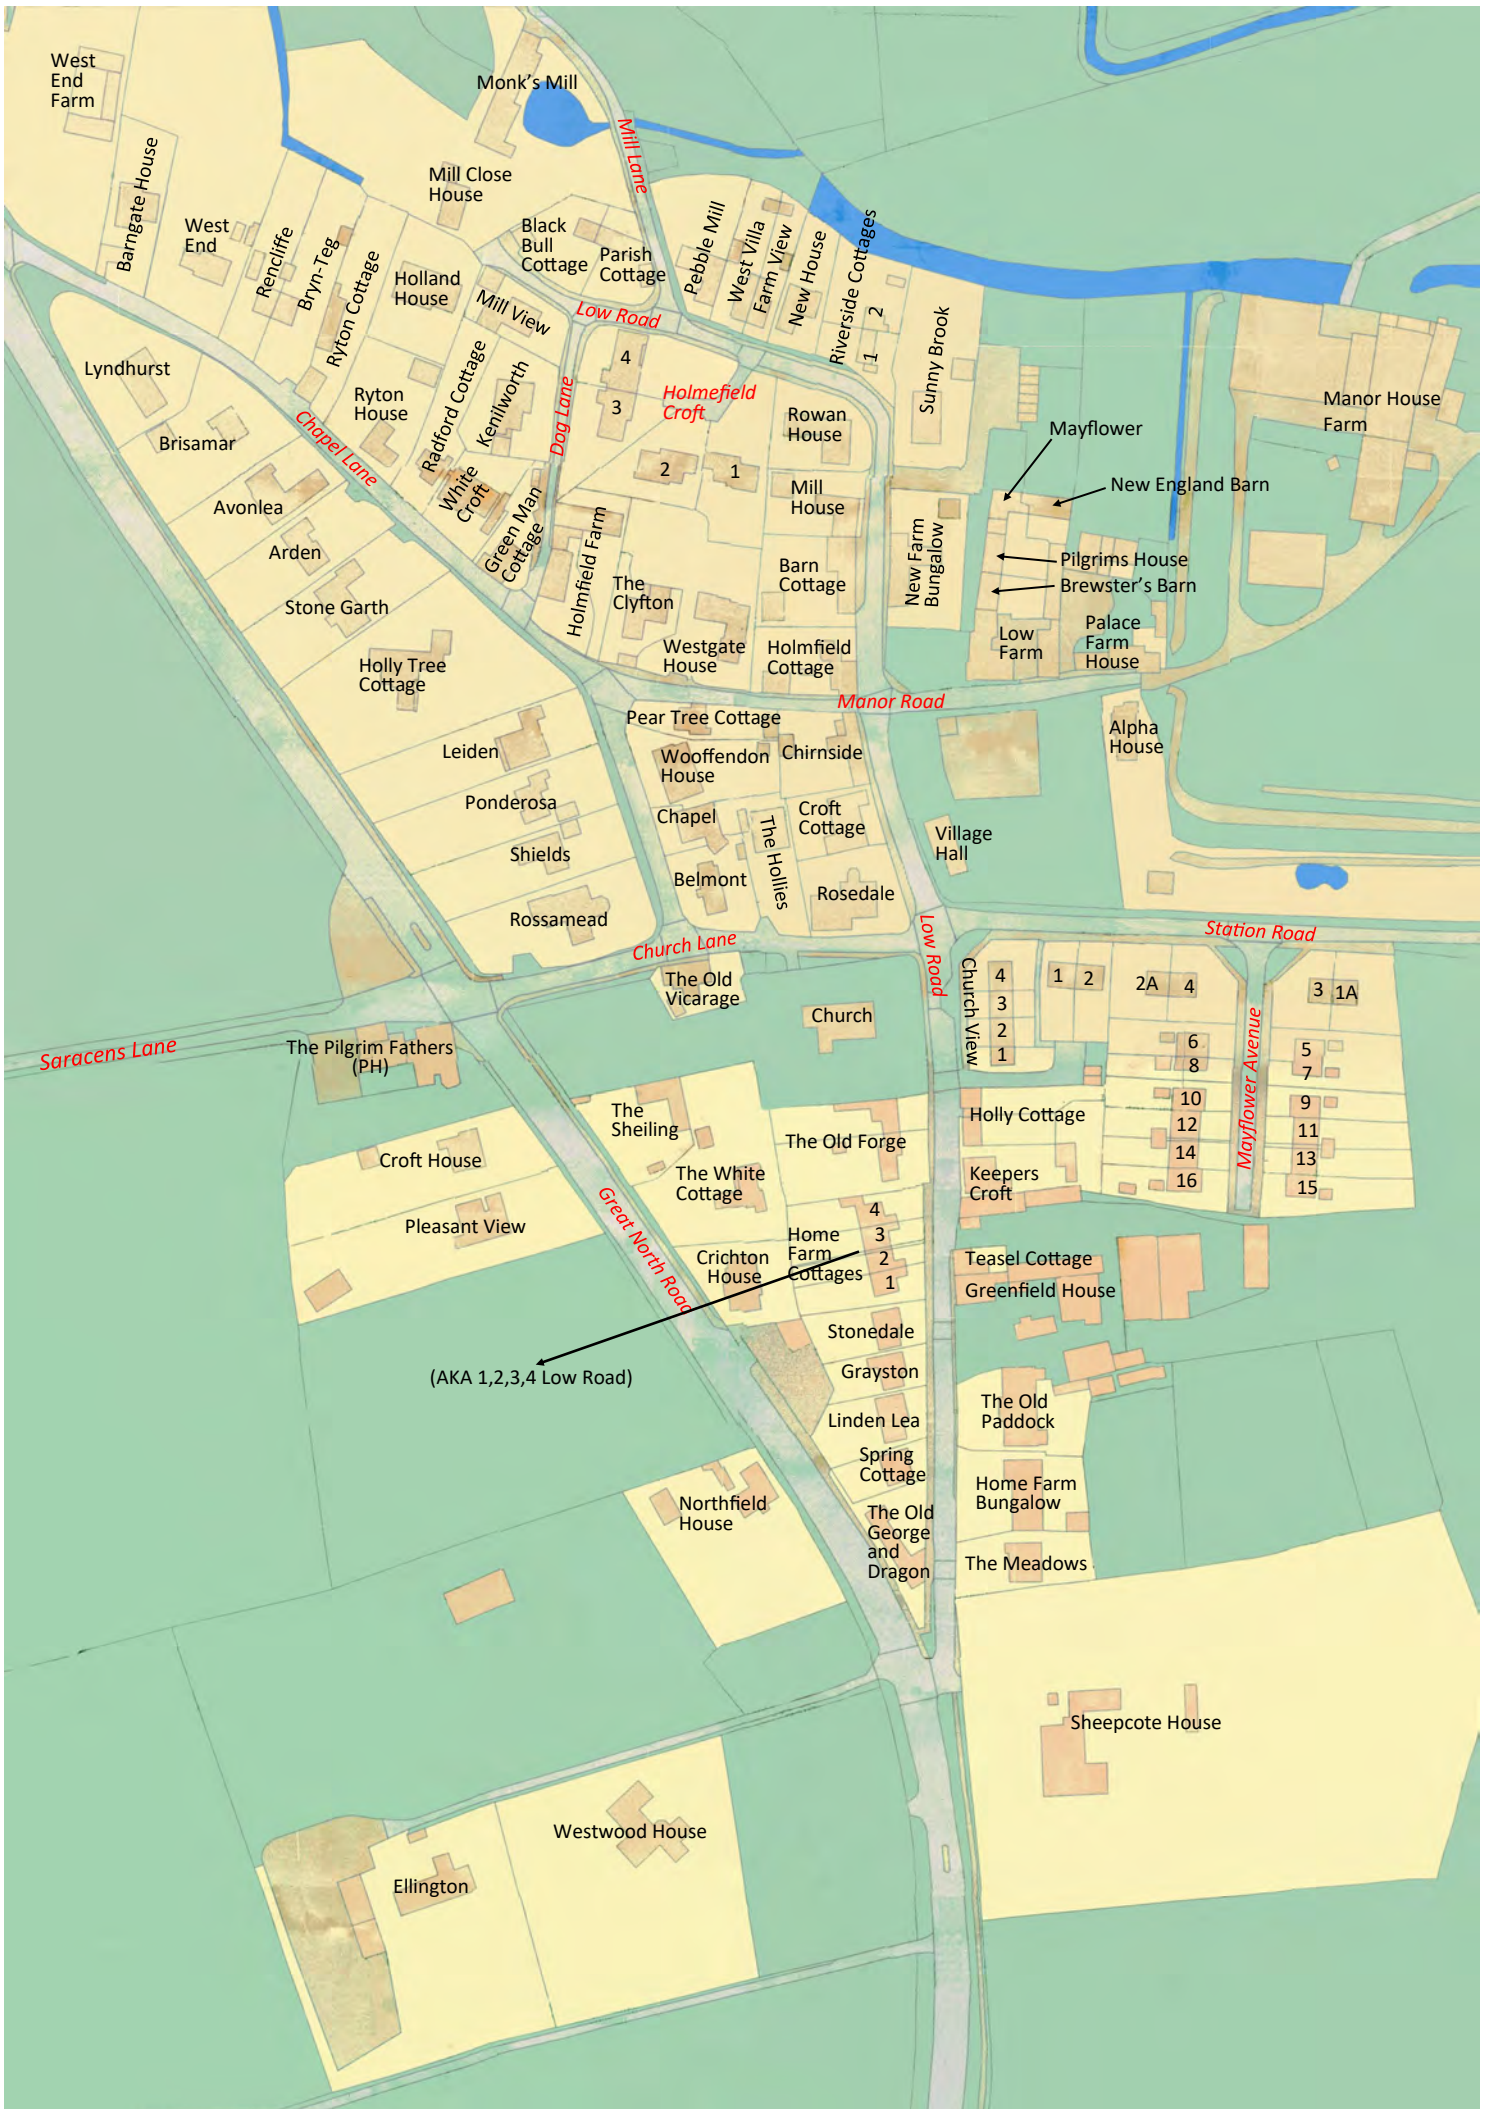 West
End
Farm
Monk's Mill
Mill Lane
Barngate House
Mill Close
House
West
End
Rencliffe
Bryn-Teg
Ryton Cottage
Holland
House
Mill View
Black
Bull
Cottage
Parish
Cottage
Pebble Mill
West Villa
Farm View
New House
Riverside Cottages
1
2
Sunny Brook
Low Road
Lyndhurst
Brisamar
Ryton
House
Radford Cottage
Kenilworth
Dog Lane
4
3
Holmefield
Croft
2
1
Rowan
House
Manor House
Farm
Mayflower
New England Barn
Chapel Lane
White
Croft
Green Man
Cottage
Mill
House
Avonlea
Arden
Stone Garth
Holmfield Farm
The
Clyfton
Barn
Cottage
New Farm
Bungalow
Pilgrims House
Brewster's Barn
Holly Tree
Cottage
Westgate
House
Holmfield
Cottage
Low
Farm
Palace
Farm
House
Manor Road
Pear Tree Cottage
Leiden
Wooffendon
House
Chirnside
Alpha
House
Ponderosa
Chapel
The Hollies
Croft
Cottage
Village
Hall
Shields
Belmont
Rosedale
Rossamead
Church Lane
Low Road
Station Road
The Old
Vicarage
Church
Church View
4
3
2
1
1
2
2A
4
3
1A
Saracens Lane
The Pilgrim Fathers
(PH)
6
8
10
12
14
16
Mayflower Avenue
5
7
9
11
13
15
The
Sheiling
The Old Forge
Holly Cottage
Croft House
The White
Cottage
Keepers
Croft
Pleasant View
Great North Road
Crichton
House
Home
Farm
Cottages
4
3
2
1
Teasel Cottage
Greenfield House
(AKA 1,2,3,4 Low Road)
Stonedale
Grayston
Linden Lea
Spring
Cottage
The Old
Paddock
Home Farm
Bungalow
Northfield
House
The Old
George
and
Dragon
The Meadows
Sheepcote House
Westwood House
Ellington